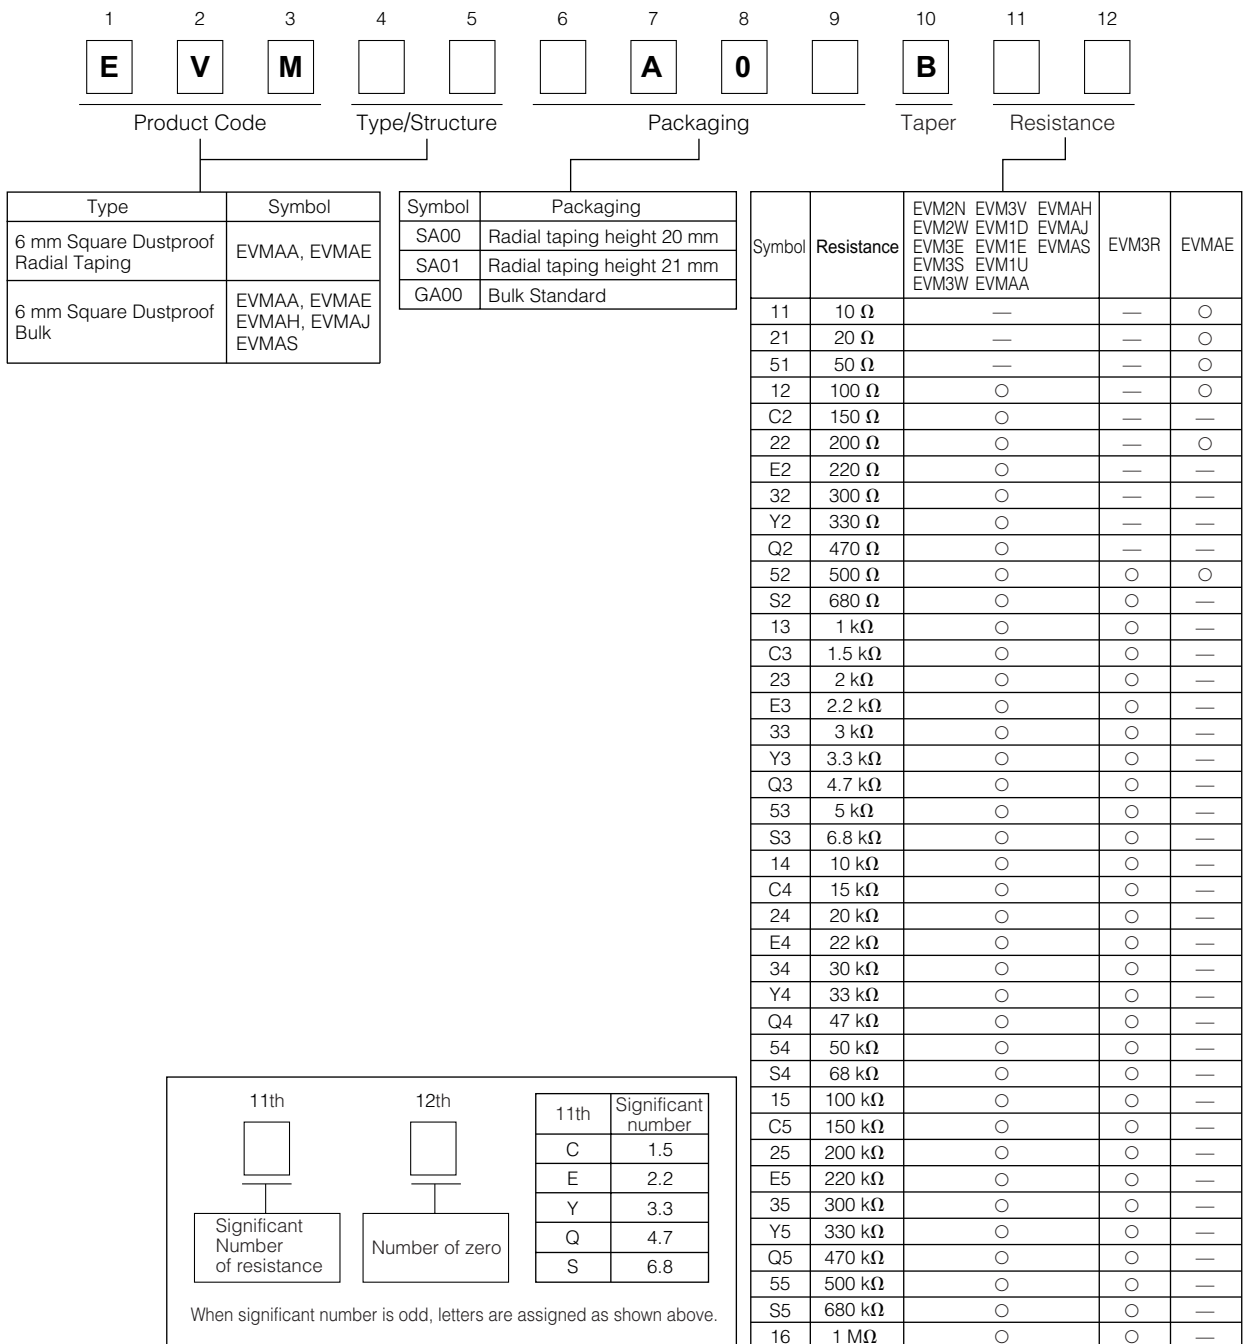 1 2 3 4 5 6 7 8 9 10 11 12
E V M A 0 B
Product Code Type/Structure Packaging Taper Resistance
Type Symbol
6 mm Square Dustproof
Radial Taping
EVMAA, EVMAE
6 mm Square Dustproof
Bulk
EVMAA, EVMAE
EVMAH, EVMAJ
EVMAS
Symbol Packaging
SA00 Radial taping height 20 mm
SA01 Radial taping height 21 mm
GA00 Bulk Standard
Symbol Resistance
EVM2N EVM3V EVMAH
EVM2W EVM1D EVMAJ
EVM3E EVM1E EVMAS
EVM3S EVM1U
EVM3W EVMAA
EVM3R EVMAE
11 10 Ω — — ○
21 20 Ω — — ○
51 50 Ω — — ○
12 100 Ω ○ — ○
C2 150 Ω ○ — —
22 200 Ω ○ — ○
E2 220 Ω ○ — —
32 300 Ω ○ — —
Y2 330 Ω ○ — —
Q2 470 Ω ○ — —
52 500 Ω ○ ○ ○
S2 680 Ω ○ ○ —
13 1 kΩ ○ ○ —
C3 1.5 kΩ ○ ○ —
23 2 kΩ ○ ○ —
E3 2.2 kΩ ○ ○ —
33 3 kΩ ○ ○ —
Y3 3.3 kΩ ○ ○ —
Q3 4.7 kΩ ○ ○ —
53 5 kΩ ○ ○ —
S3 6.8 kΩ ○ ○ —
14 10 kΩ ○ ○ —
C4 15 kΩ ○ ○ —
24 20 kΩ ○ ○ —
E4 22 kΩ ○ ○ —
34 30 kΩ ○ ○ —
Y4 33 kΩ ○ ○ —
Q4 47 kΩ ○ ○ —
54 50 kΩ ○ ○ —
S4 68 kΩ ○ ○ —
15 100 kΩ ○ ○ —
C5 150 kΩ ○ ○ —
25 200 kΩ ○ ○ —
E5 220 kΩ ○ ○ —
35 300 kΩ ○ ○ —
Y5 330 kΩ ○ ○ —
Q5 470 kΩ ○ ○ —
55 500 kΩ ○ ○ —
S5 680 kΩ ○ ○ —
16 1 MΩ ○ ○ —
11th 12th
Significant
Number
of resistance
Number of zero
11th Significant
number
C 1.5
E 2.2
Y 3.3
Q 4.7
S 6.8
When significant number is odd, letters are assigned as shown above.